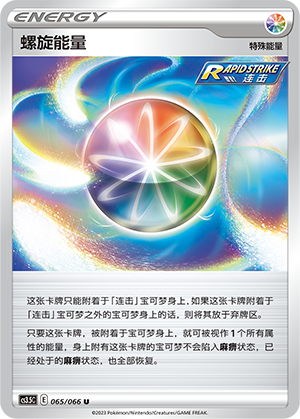 ENERGY
螺旋能量
特殊能量
RAPID STRIKE
连击
这张卡牌只能附着于「连击」宝可梦身上,如果这张卡牌附着于
「连击」宝可梦之外的宝可梦身上的话,则将其放于弃牌区。
只要这张卡牌,被附着于宝可梦身上,就可被视作1个所有属
性的能量,身上附有这张卡牌的宝可梦不会陷入麻痹状态,已
经处于的麻痹状态,也全部恢复。
CS3.5C E 065/066 U
©2023 Pokémon/Nintendo/Creatures/GAME FREAK.